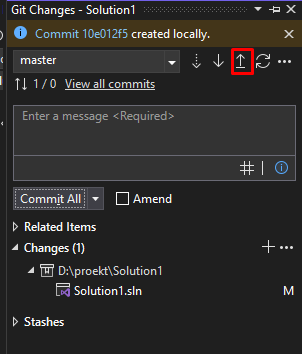 Git Changes - Solution1
Commit 10e012f5 created locally.
master
1 / 0 View all commits
Enter a message <Required>
Commit All Amend
Related Items
Changes (1)
D:\proekt\Solution1
Solution1.sln M
Stashes